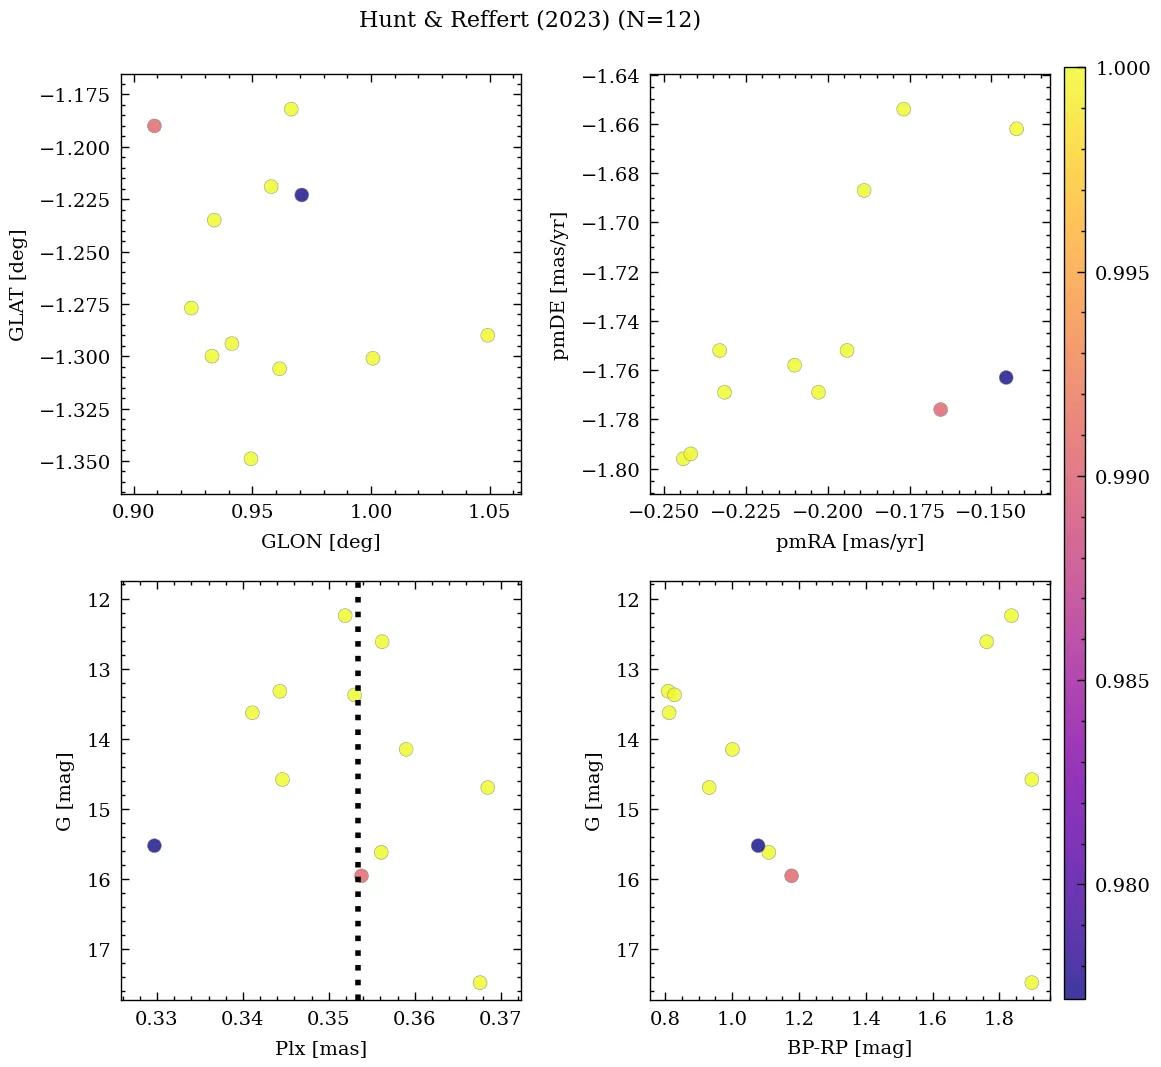 Hunt & Reffert (2023) (N=12)
−1.175
−1.200
−1.225
−1.250
−1.275
−1.300
−1.325
−1.350
GLAT [deg]
0.90 0.95 1.00 1.05
GLON [deg]
−1.64
−1.66
−1.68
−1.70
−1.72
−1.74
−1.76
−1.78
−1.80
pmDE [mas/yr]
−0.250 −0.225 −0.200 −0.175 −0.150
pmRA [mas/yr]
12
13
14
15
16
17
G [mag]
0.33 0.34 0.35 0.36 0.37
Plx [mas]
12
13
14
15
16
17
G [mag]
0.8 1.0 1.2 1.4 1.6 1.8
BP-RP [mag]
1.000
0.995
0.990
0.985
0.980